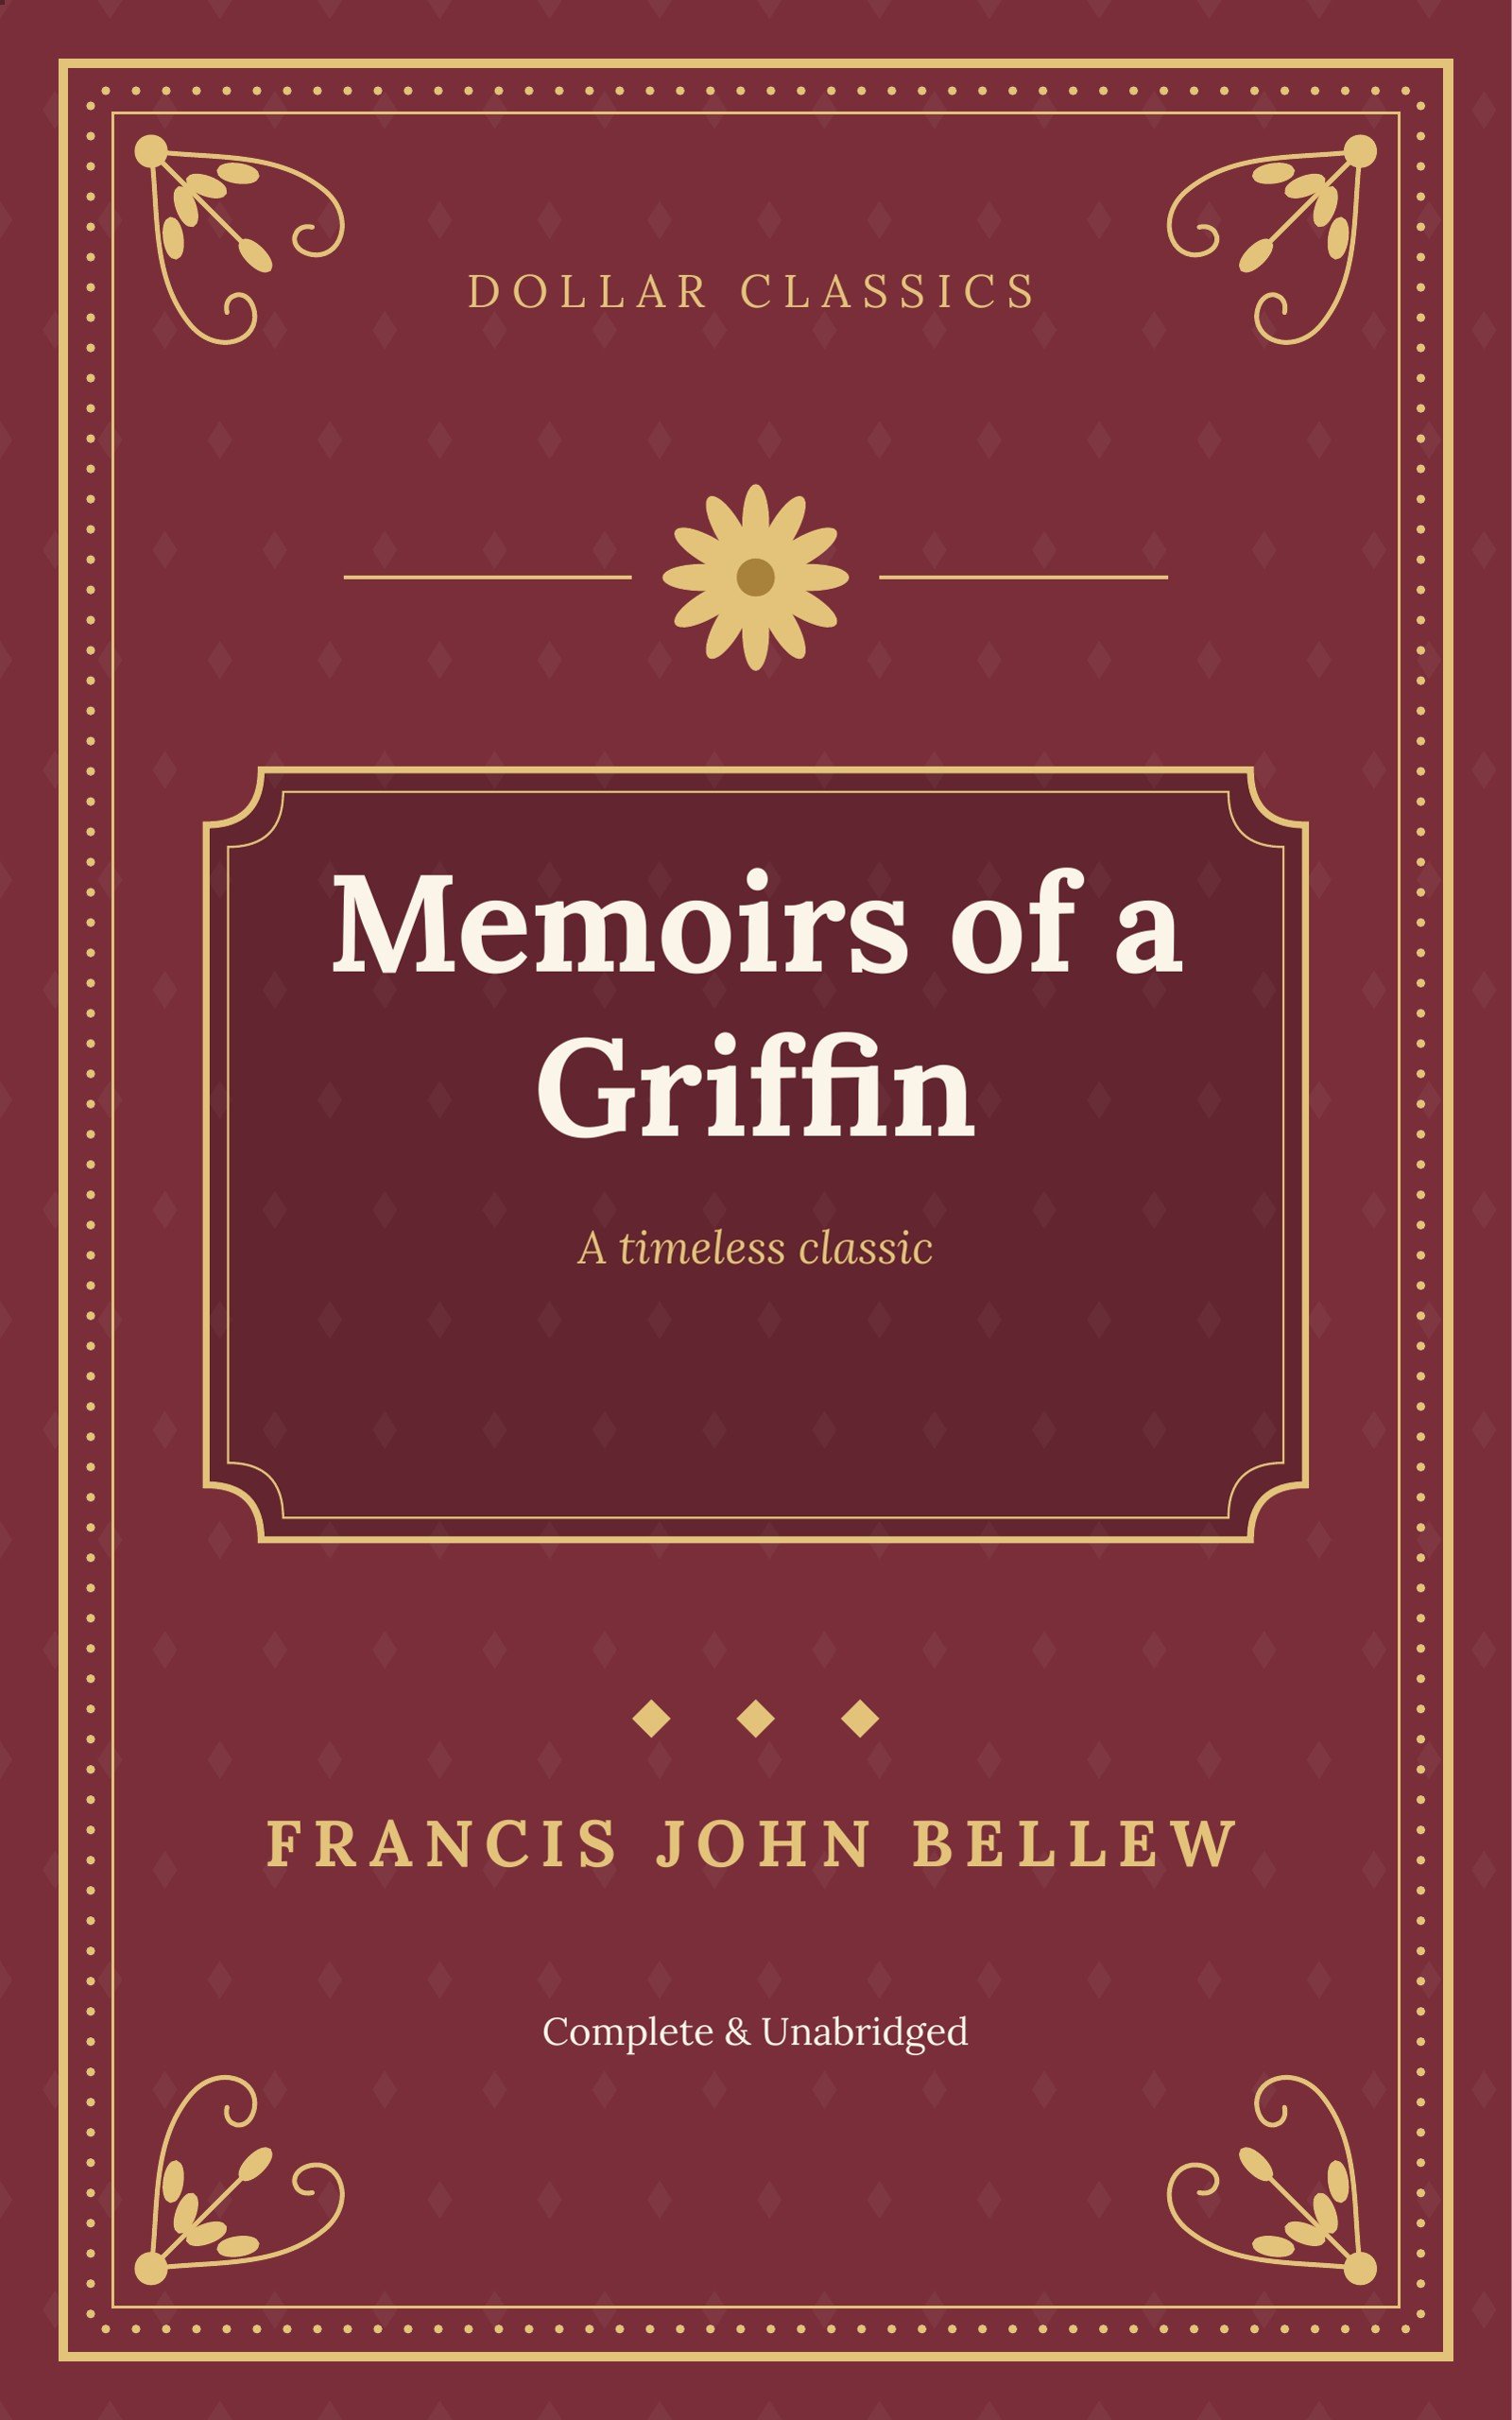 DOLLAR CLASSICS
Memoirs of a
Griffin
A timeless classic
FRANCIS JOHN BELLEW
Complete & Unabridged